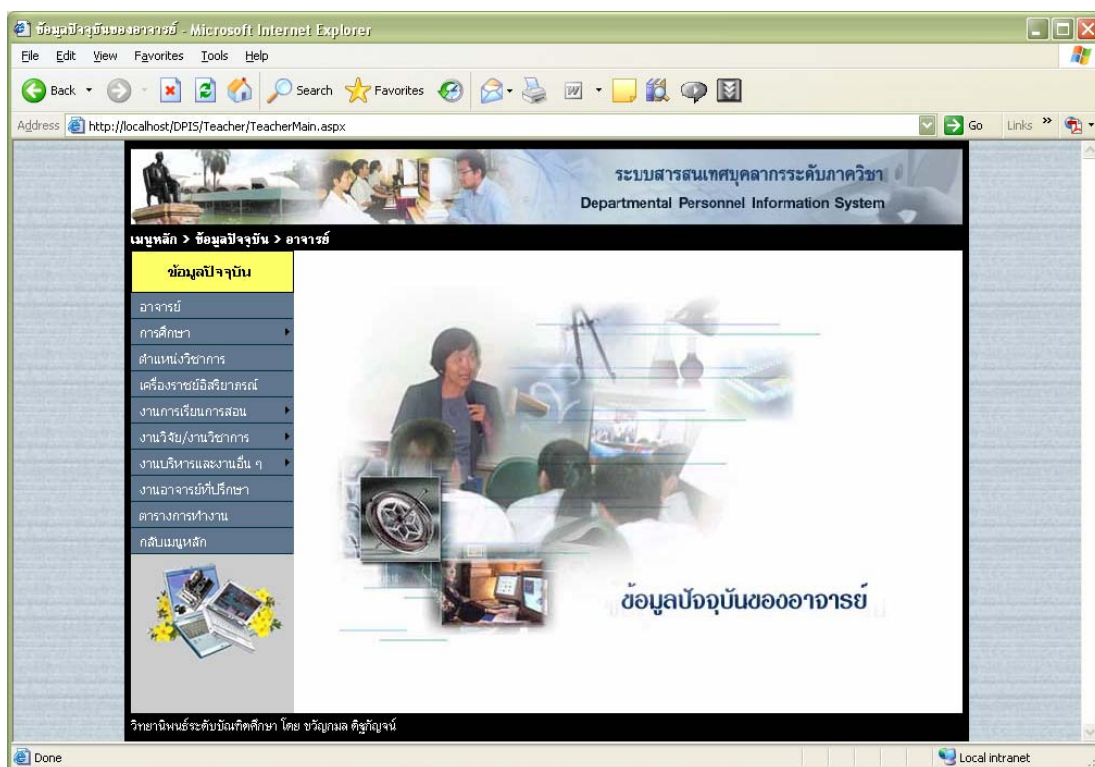 ข้อมูลปัจจุบันของอาจารย์ - Microsoft Internet Explorer
File Edit View Favorites Tools Help
Back Search Favorites
Address http://localhost/DPIS/Teacher/TeacherMain.aspx Go Links »
ระบบสารสนเทศบุคลากรระดับภาควิชา
Departmental Personnel Information System
เมนูหลัก > ข้อมูลปัจจุบัน > อาจารย์
ข้อมูลปัจจุบัน
อาจารย์
การศึกษา
ตำแหน่งวิชาการ
เครื่องราชย์อิสริยาภรณ์
งานการเรียนการสอน
งานวิจัย/งานวิชาการ
งานบริหารและงานอื่น ๆ
งานอาจารย์ที่ปรึกษา
ตารางการทำงาน
กลับเมนูหลัก
ข้อมูลปัจจุบันของอาจารย์
วิทยานิพนธ์ระดับบัณฑิตศึกษา โดย ขวัญกมล ดิฐกัญจน์
Done Local intranet